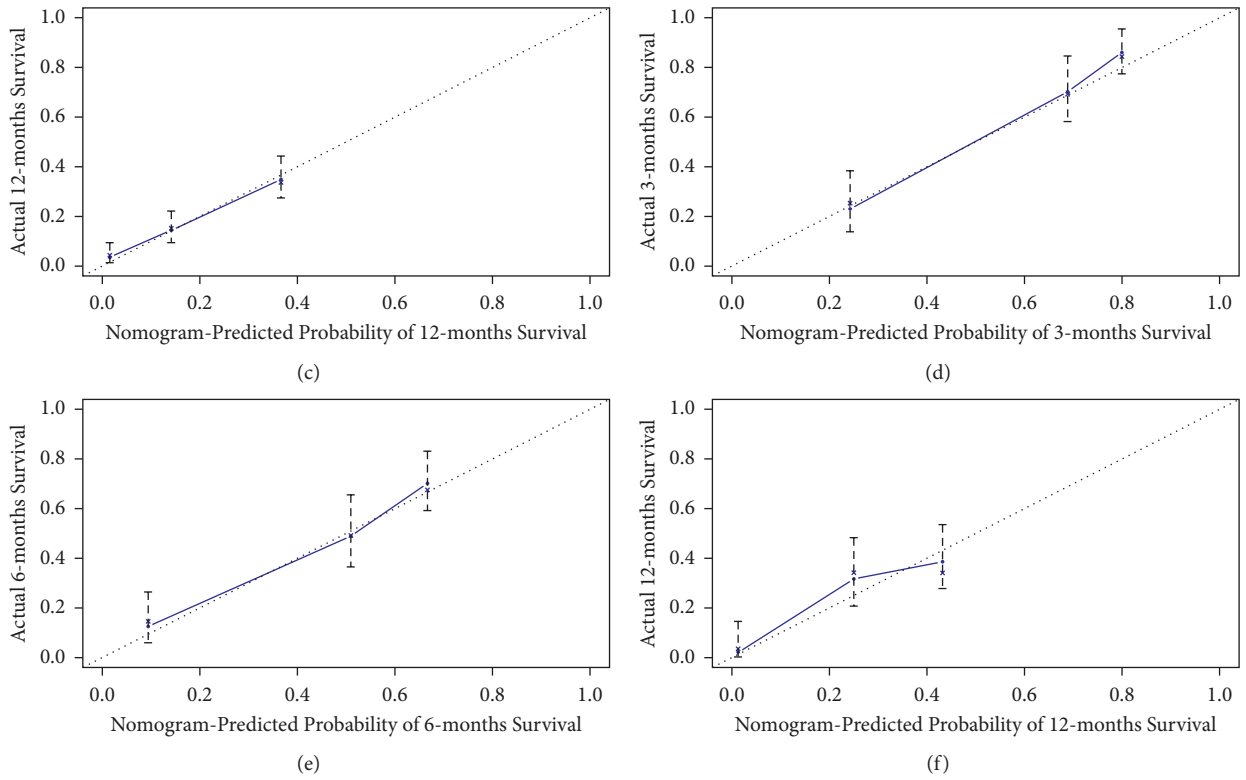 1.0
0.8
0.6
0.4
0.2
0.0
Actual 12-months Survival
0.0 0.2 0.4 0.6 0.8 1.0
Nomogram-Predicted Probability of 12-months Survival
(c)
1.0
0.8
0.6
0.4
0.2
0.0
Actual 3-months Survival
0.0 0.2 0.4 0.6 0.8 1.0
Nomogram-Predicted Probability of 3-months Survival
(d)
1.0
0.8
0.6
0.4
0.2
0.0
Actual 6-months Survival
0.0 0.2 0.4 0.6 0.8 1.0
Nomogram-Predicted Probability of 6-months Survival
(e)
1.0
0.8
0.6
0.4
0.2
0.0
Actual 12-months Survival
0.0 0.2 0.4 0.6 0.8 1.0
Nomogram-Predicted Probability of 12-months Survival
(f)